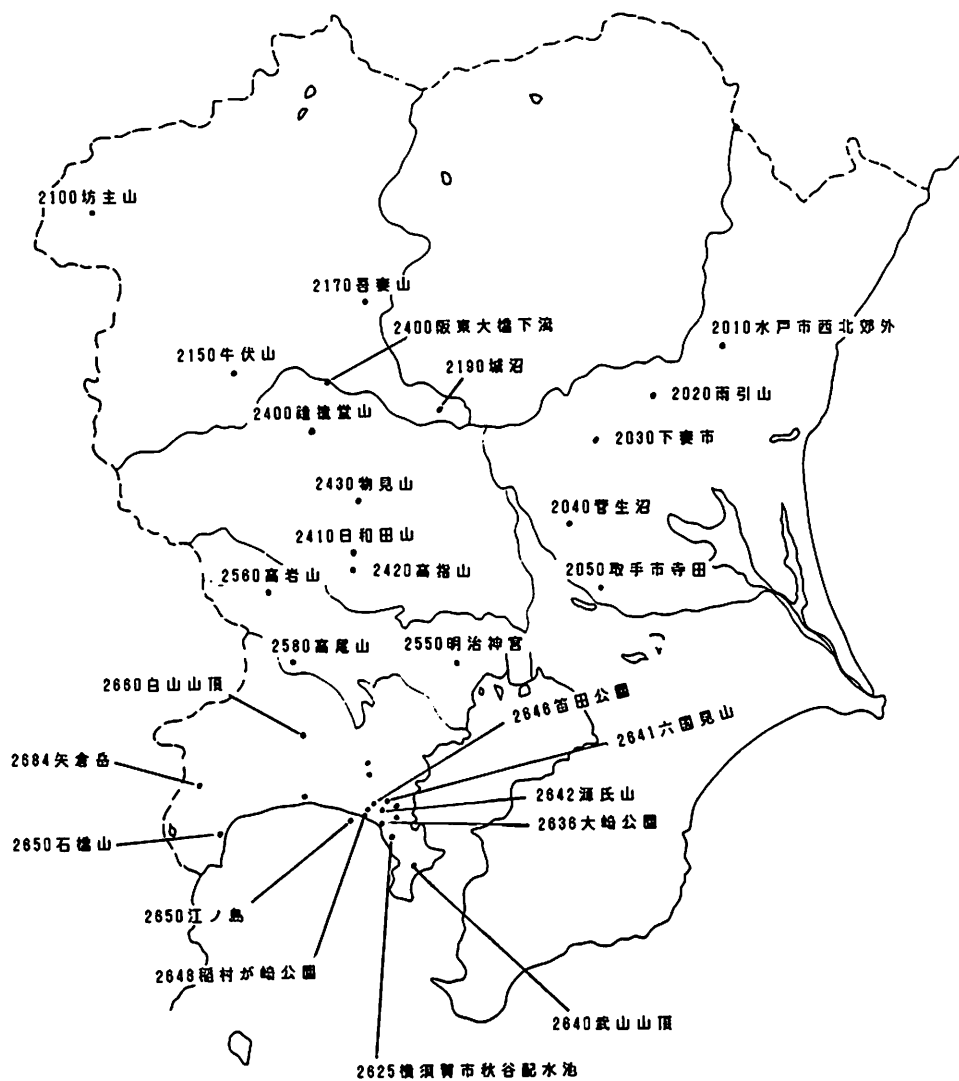 2100坊主山
2170吾妻山
2400阪東大橋下流
2010水戸市西北郊外
2150牛伏山
2190城沼
2020雨引山
2400鐘撞堂山
2030下妻市
2430物見山
2040菅生沼
2410日和田山
2420高指山
2050取手市寺田
2560高岩山
2580高尾山
2550明治神宮
2660白山山頂
2646笛田公園
2641六国見山
2684矢倉岳
2642源氏山
2636大崎公園
2650石橋山
2650江ノ島
2648稲村が崎公園
2640武山山頂
2625横須賀市秋谷配水池